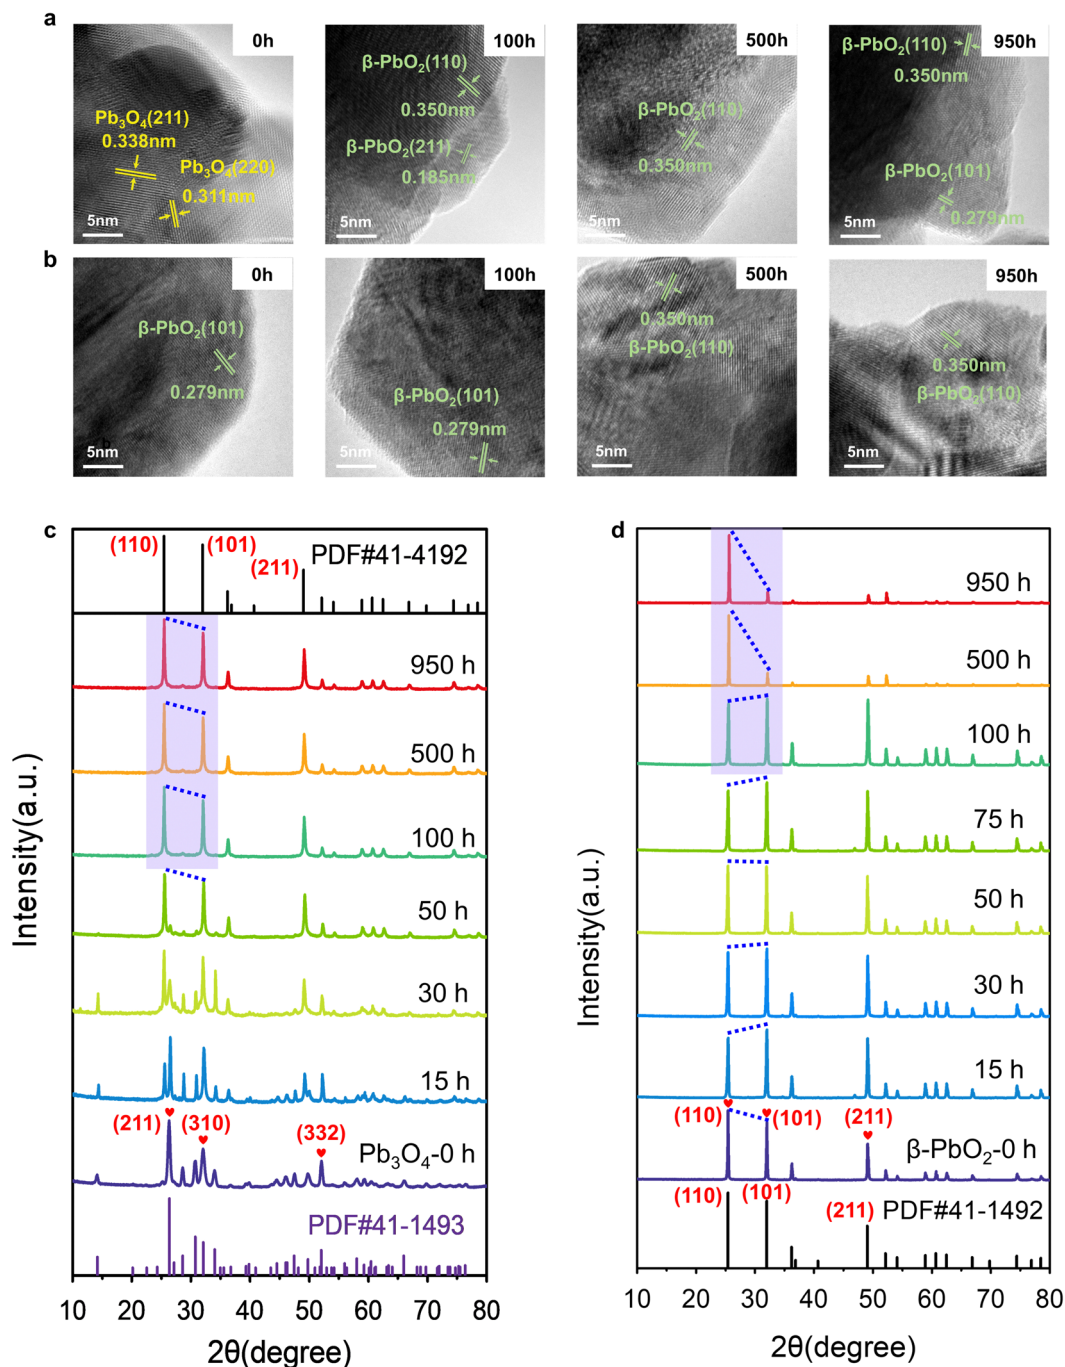 a
0h
Pb₃O₄(211)
0.338nm
Pb₃O₄(220)
0.311nm
5nm
100h
β-PbO₂(110)
0.350nm
β-PbO₂(211)
0.185nm
5nm
500h
β-PbO₂(110)
0.350nm
5nm
β-PbO₂(110)
950h
0.350nm
β-PbO₂(101)
0.279nm
5nm
b
0h
β-PbO₂(101)
0.279nm
5nm
100h
β-PbO₂(101)
0.279nm
5nm
500h
0.350nm
β-PbO₂(110)
5nm
950h
0.350nm
β-PbO₂(110)
5nm
c
(110)
(101)
(211)
PDF#41-4192
950 h
500 h
100 h
50 h
30 h
15 h
(211)
(310)
(332)
Pb₃O₄-0 h
PDF#41-1493
Intensity(a.u.)
10 20 30 40 50 60 70 80
2θ(degree)
d
950 h
500 h
100 h
75 h
50 h
30 h
15 h
(110)
(101)
(211)
β-PbO₂-0 h
(110)
(101)
(211)
PDF#41-1492
Intensity(a.u.)
10 20 30 40 50 60 70 80
2θ(degree)